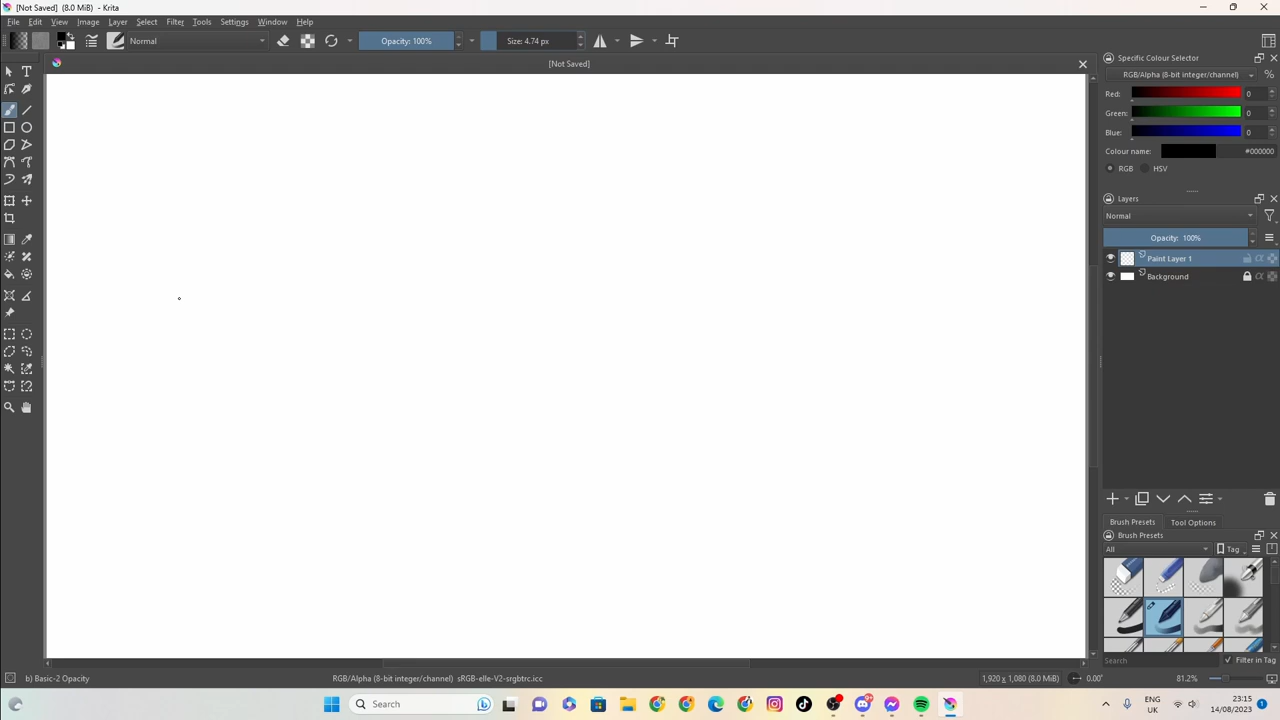 [Not Saved] (8.0 MiB) - Krita
File Edit View Image Layer Select Filter Tools Settings Window Help
Normal Opacity: 100% Size: 4.74 px
[Not Saved]
Specific Colour Selector
RGB/Alpha (8-bit integer/channel) %
Red: 0
Green: 0
Blue: 0
Colour name: #000000
RGB HSV
Layers
Normal
Opacity: 100%
Paint Layer 1
Background
Brush Presets Tool Options
Brush Presets
All Tag
Search Filter in Tag
b) Basic-2 Opacity RGB/Alpha (8-bit integer/channel) sRGB-elle-V2-srgbtrc.icc 1,920 x 1,080 (8.0 MiB) 0.00° 81.2%
Search ENG 23:15
UK 14/08/2023